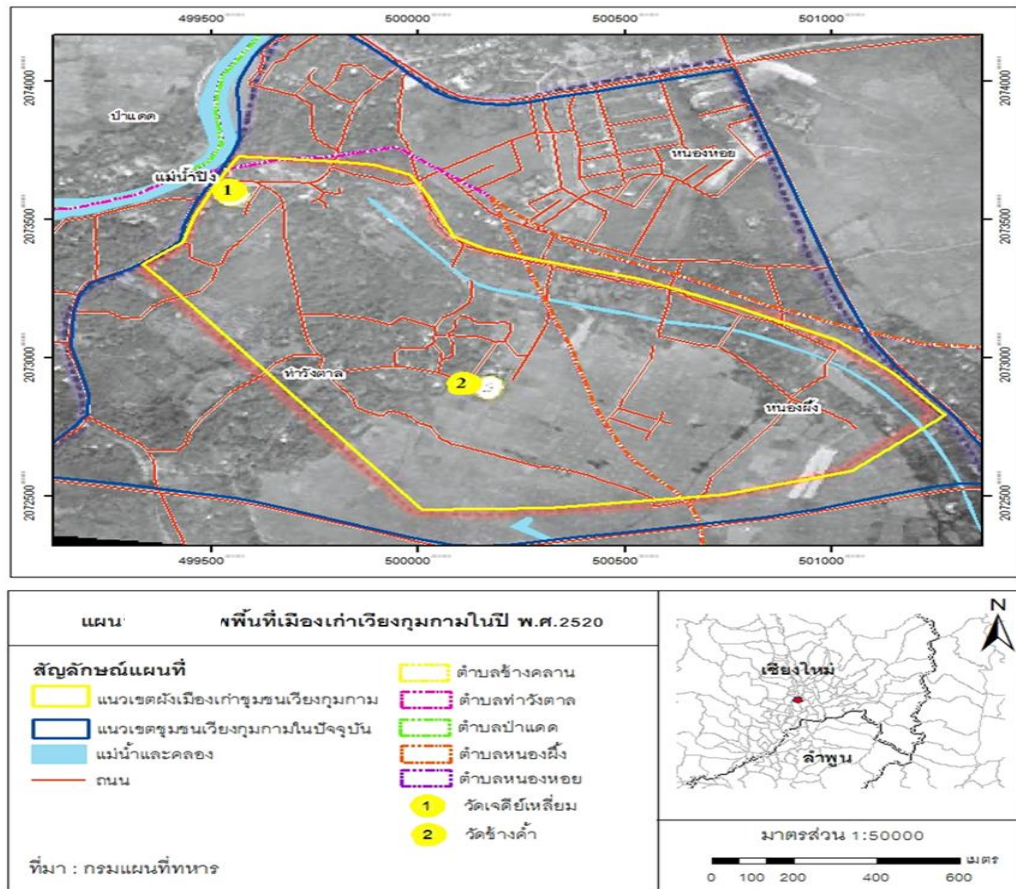 499500 500000 500500 501000
2074000 2074000
ป่าแดด
หนองหอย
แม่น้ำปิง
1
2073500 2073500
2073000 2073000
ท่าวังตาล
2
หนองผึ้ง
2072500 2072500
499500 500000 500500 501000
แผน พพื้นที่เมืองเก่าเวียงกุมกามในปี พ.ศ.2520
สัญลักษณ์แผนที่
แนวเขตผังเมืองเก่าชุมชนเวียงกุมกาม
แนวเขตชุมชนเวียงกุมกามในปัจจุบัน
แม่น้ำและคลอง
ถนน
ตำบลช้างคลาน
ตำบลท่าวังตาล
ตำบลป่าแดด
ตำบลหนองผึ้ง
ตำบลหนองหอย
1 วัดเจดีย์เหลี่ยม
2 วัดช้างค้ำ
ที่มา : กรมแผนที่ทหาร
N
เชียงใหม่
ลำพูน
มาตรส่วน 1:50000
เมตร
0 100 200 400 600